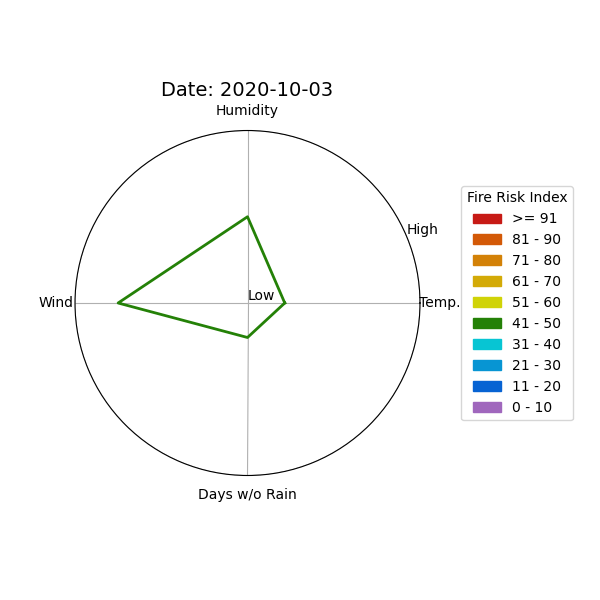 Date: 2020-10-03
Humidity
High
Low
Wind
Temp.
Days w/o Rain
Fire Risk Index
>= 91
81 - 90
71 - 80
61 - 70
51 - 60
41 - 50
31 - 40
21 - 30
11 - 20
0 - 10